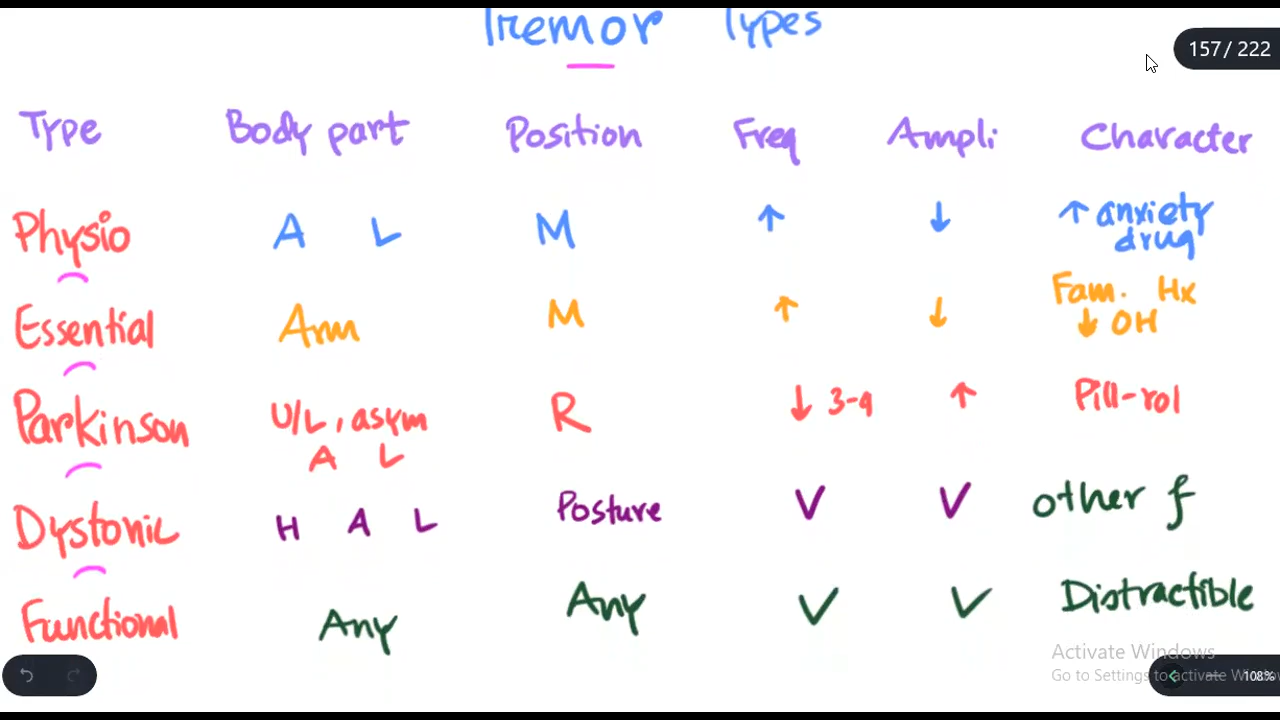 Tremor Types
157 / 222
Type Body part Position Freq Ampli Character
Physio A L M ↑ ↓ ↑ anxiety
drug
Essential Arm M ↑ ↓ Fam. Hx
↓ OH
Parkinson U/L, asym R ↓ 3-4 ↑ Pill-rol
A L
Dystonic H A L Posture V V other f
Functional Any Any V V Distractible
Activate Windows
Go to Settings to activate Windows
108%